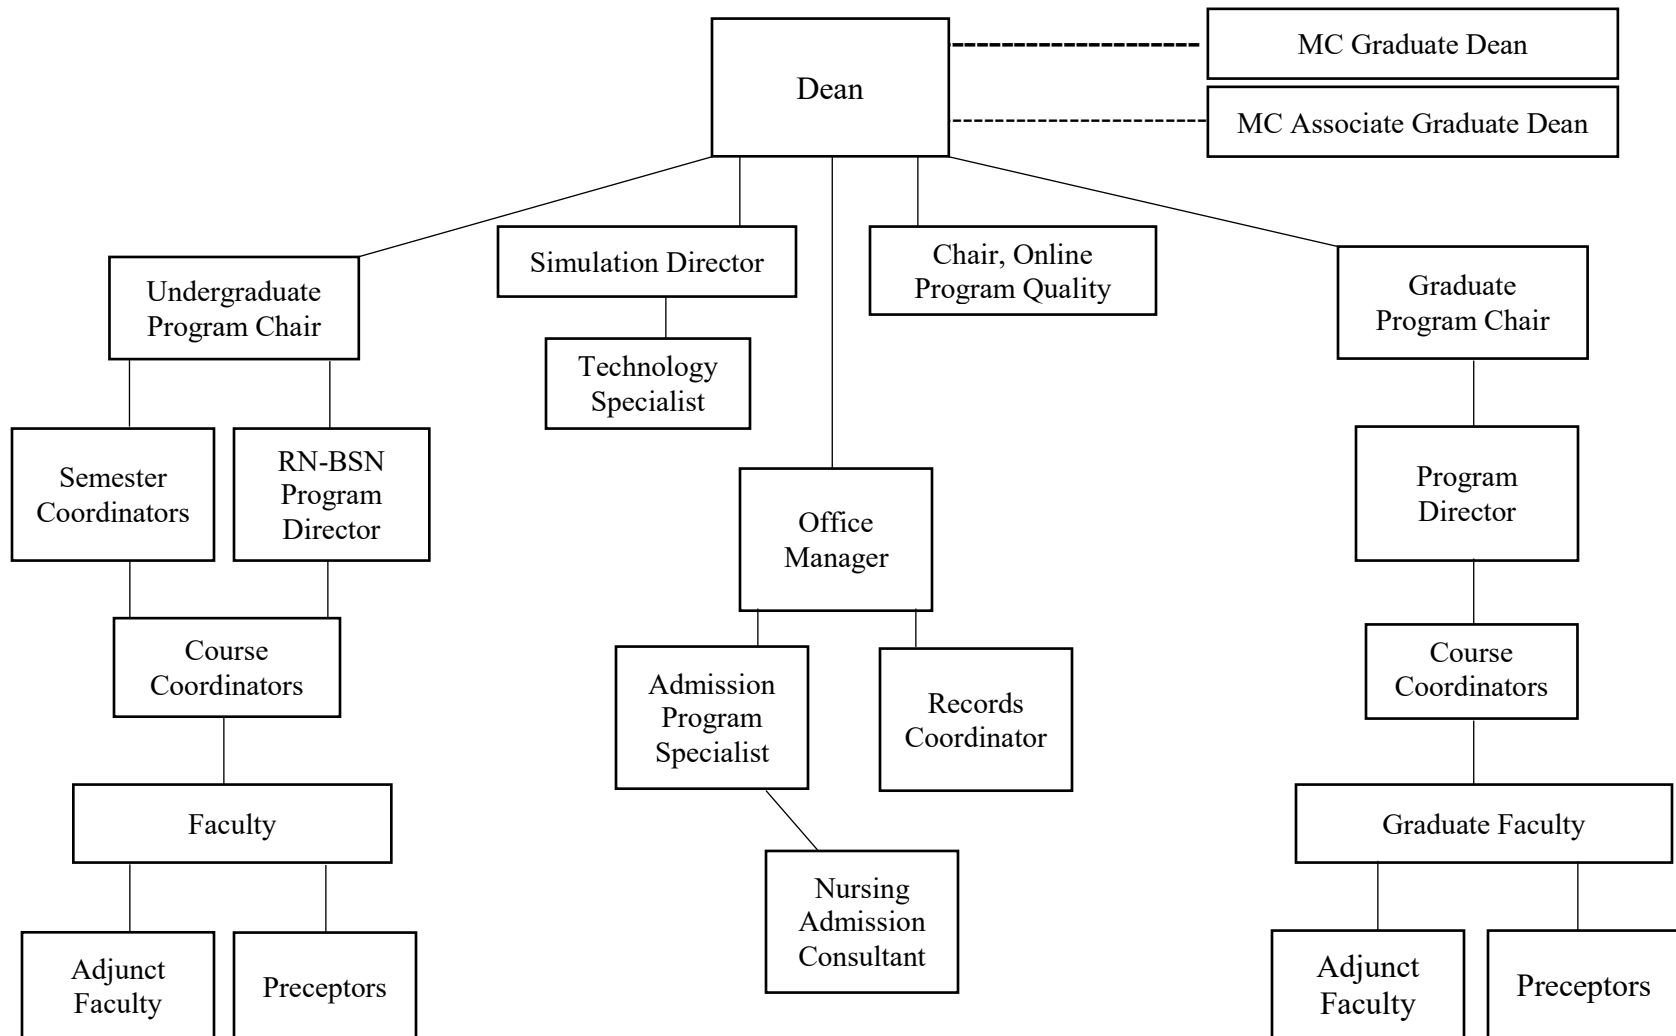 MC Graduate Dean
Dean
MC Associate Graduate Dean
Simulation Director
Chair, Online
Program Quality
Undergraduate
Program Chair
Graduate
Program Chair
Technology
Specialist
Semester
Coordinators
RN-BSN
Program
Director
Office
Manager
Program
Director
Course
Coordinators
Admission
Program
Specialist
Records
Coordinator
Course
Coordinators
Faculty
Graduate Faculty
Nursing
Admission
Consultant
Adjunct
Faculty
Preceptors
Adjunct
Faculty
Preceptors